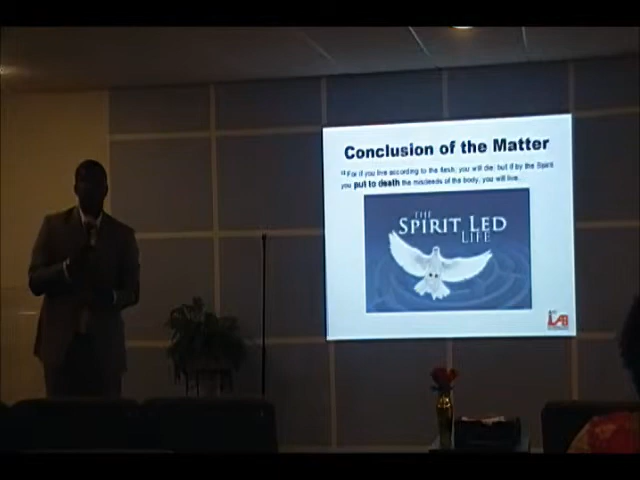 Conclusion of the Matter
13 For if you live according to the flesh, you will die; but if by the Spirit
you put to death the misdeeds of the body, you will live.
THE
SPIRIT LED
LIFE
LAB